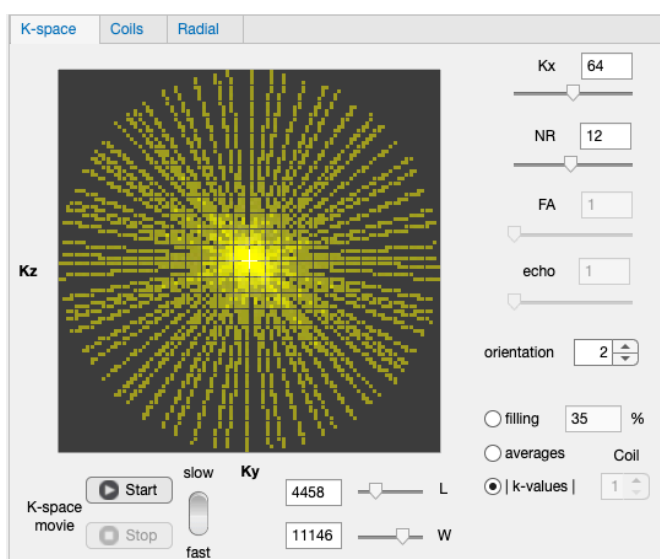 K-space Coils Radial
Kx 64
NR 12
FA 1
Kz
echo 1
orientation 2
filling 35 %
averages Coil
| k-values | 1
Ky
slow
K-space movie
Start
Stop
fast
4458 L
11146 W